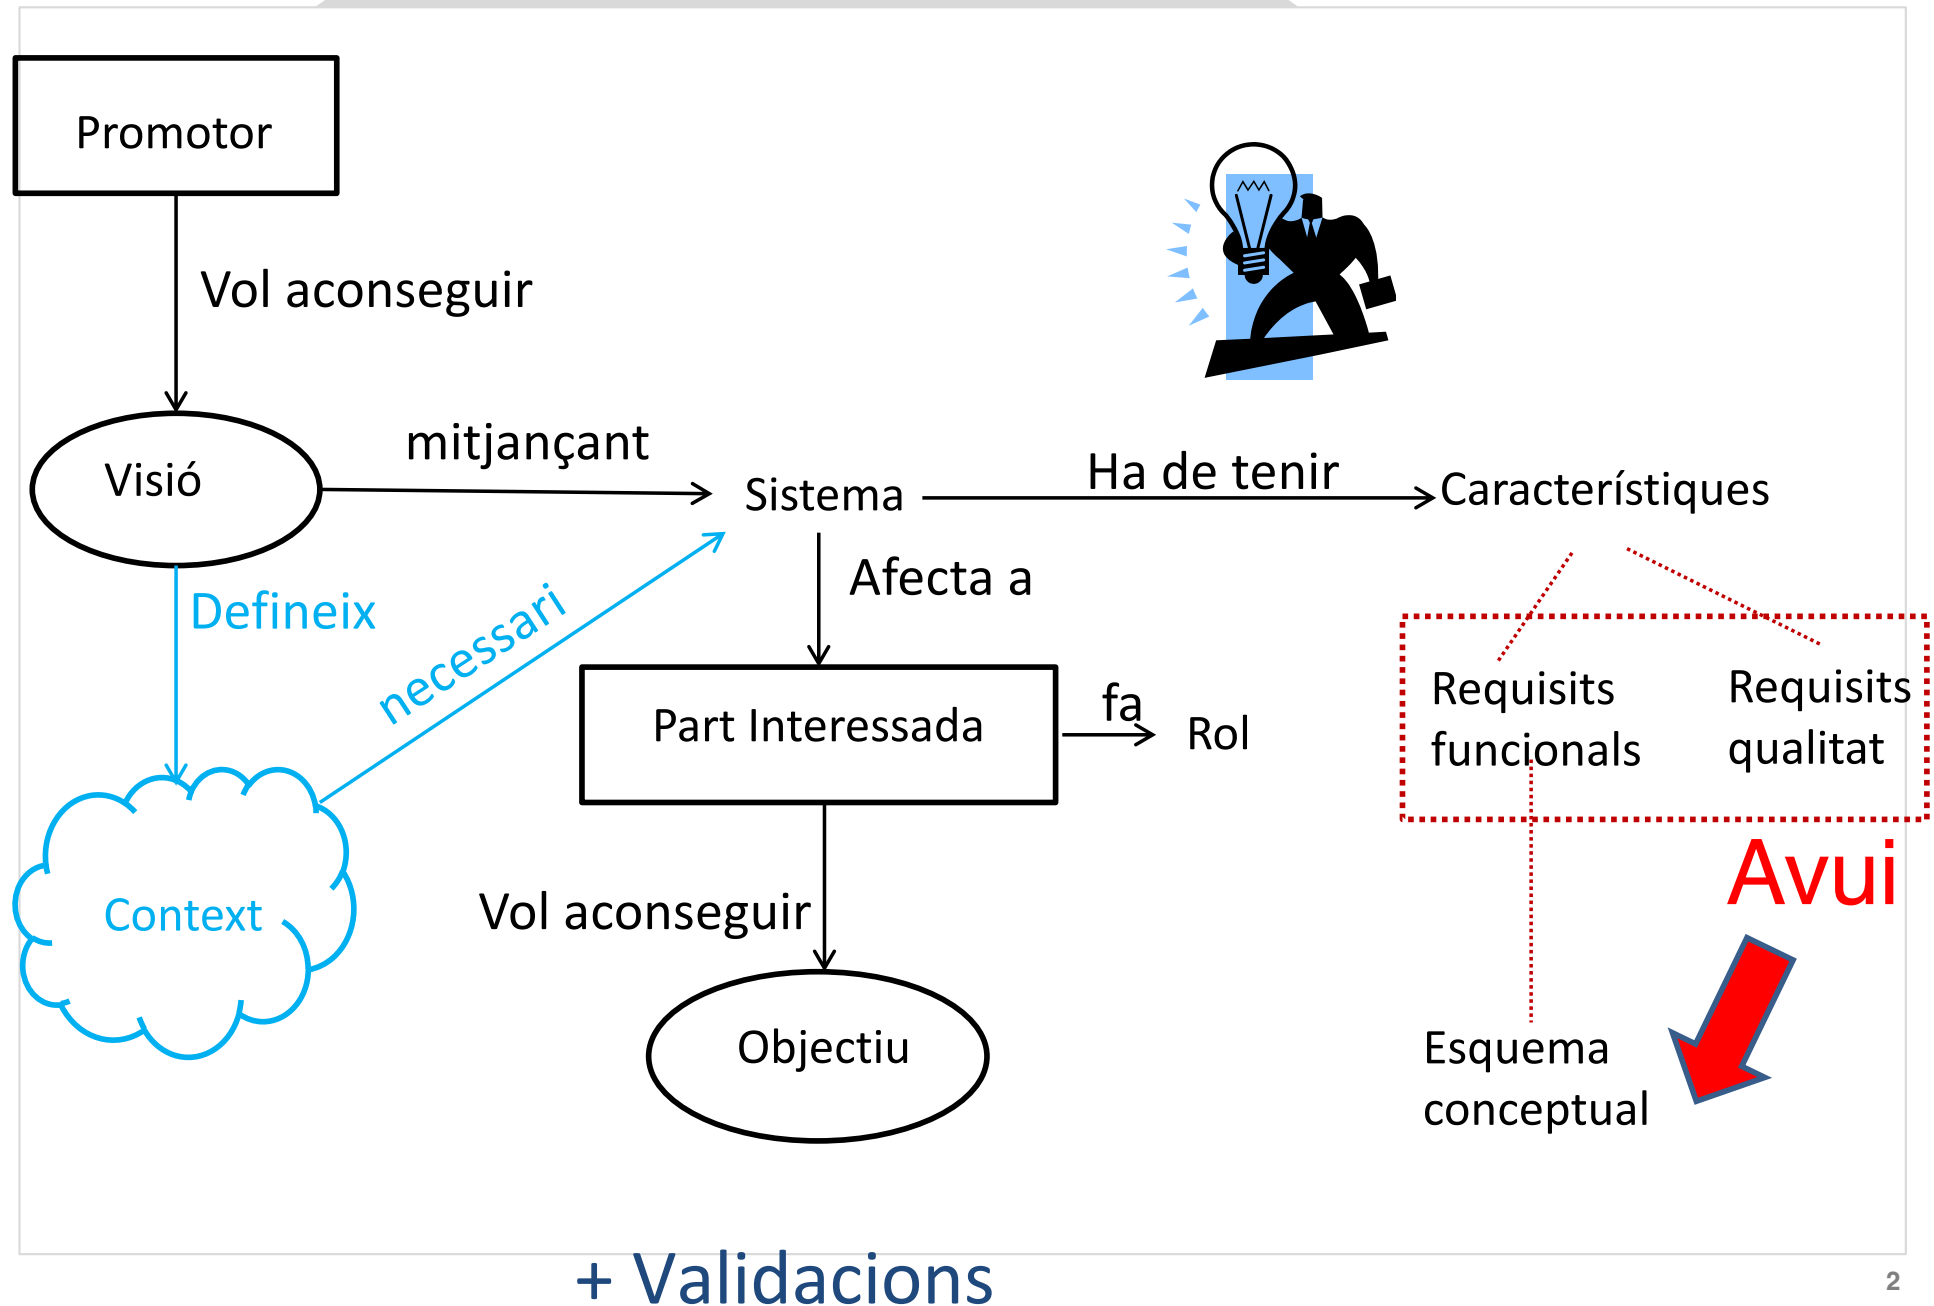 Promotor
Vol aconseguir
Visió
mitjançant
Sistema
Ha de tenir
Característiques
Defineix
necessari
Afecta a
Part Interessada
fa
Rol
Requisits
funcionals
Requisits
qualitat
Avui
Context
Vol aconseguir
Objectiu
Esquema
conceptual
+ Validacions
2